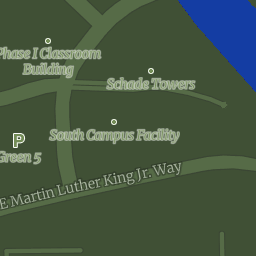 Phase I Classroom
Building
Schade Towers
South Campus Facility
P
Green 5
E Martin Luther King Jr. Way